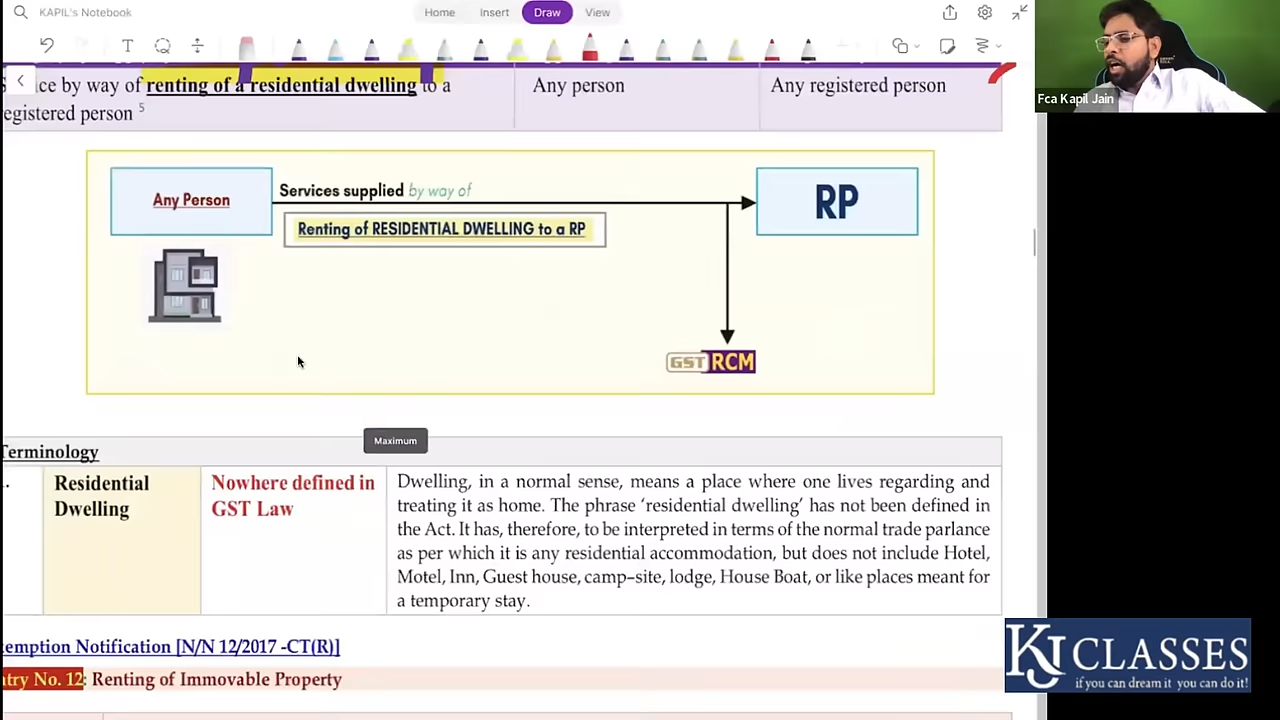 KAPIL's Notebook
Home Insert Draw View
T
ce by way of renting of a residential dwelling to a
egistered person 5
Any person
Any registered person
Fca Kapil Jain
Any Person
Services supplied by way of
Renting of RESIDENTIAL DWELLING to a RP
RP
GST RCM
Maximum
Terminology
Residential
Dwelling
Nowhere defined in
GST Law
Dwelling, in a normal sense, means a place where one lives regarding and
treating it as home. The phrase ‘residential dwelling’ has not been defined in
the Act. It has, therefore, to be interpreted in terms of the normal trade parlance
as per which it is any residential accommodation, but does not include Hotel,
Motel, Inn, Guest house, camp–site, lodge, House Boat, or like places meant for
a temporary stay.
emption Notification [N/N 12/2017 -CT(R)]
try No. 12: Renting of Immovable Property
KJ CLASSES
if you can dream it you can do it!